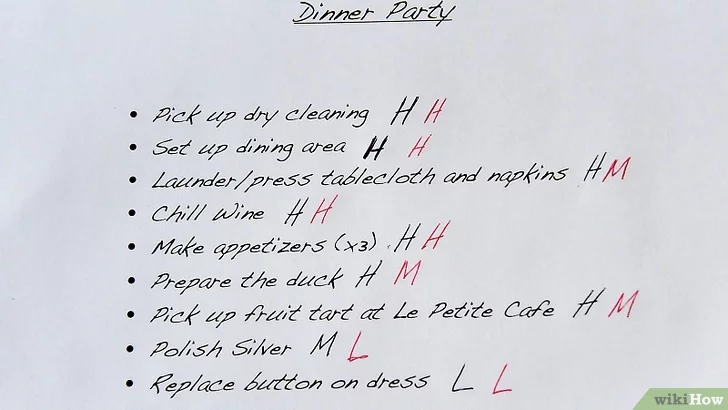 Dinner Party
• Pick up dry cleaning H H
• Set up dining area H H
• Launder/press tablecloth and napkins H M
• Chill Wine H H
• Make appetizers (x3) H H
• Prepare the duck H M
• Pick up fruit tart at Le Petite Cafe H M
• Polish Silver M L
• Replace button on dress L L
wikiHow